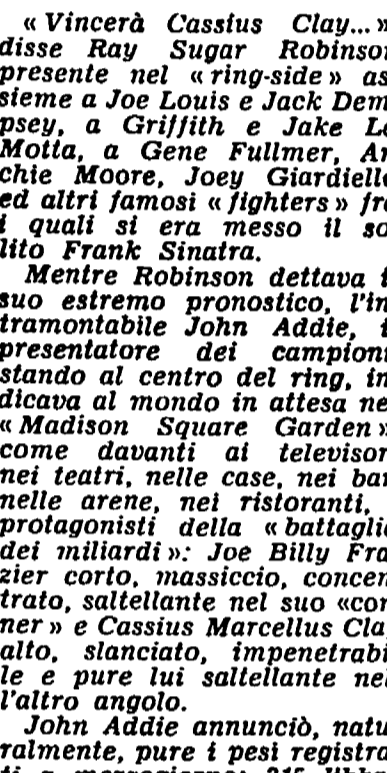 « Vincerà Cassius Clay... »
disse Ray Sugar Robinson
presente nel « ring-side » as
sieme a Joe Louis e Jack Dem
psey, a Griffith e Jake La
Motta, a Gene Fullmer, Ar
chie Moore, Joey Giardiello
ed altri famosi « fighters » fra
i quali si era messo il so
lito Frank Sinatra.
Mentre Robinson dettava i
suo estremo pronostico, l'in
tramontabile John Addie, i
presentatore dei campioni
stando al centro del ring, in
dicava al mondo in attesa ne
« Madison Square Garden »
come davanti ai televisor
nei teatri, nelle case, nei bar
nelle arene, nei ristoranti,
protagonisti della « battaglia
dei miliardi »: Joe Billy Fra
zier corto, massiccio, concen
trato, saltellante nel suo «cor
ner » e Cassius Marcellus Cla
alto, slanciato, impenetrabi
le e pure lui saltellante nel
l'altro angolo.
John Addie annunciò, natu
ralmente, pure i pesi registra